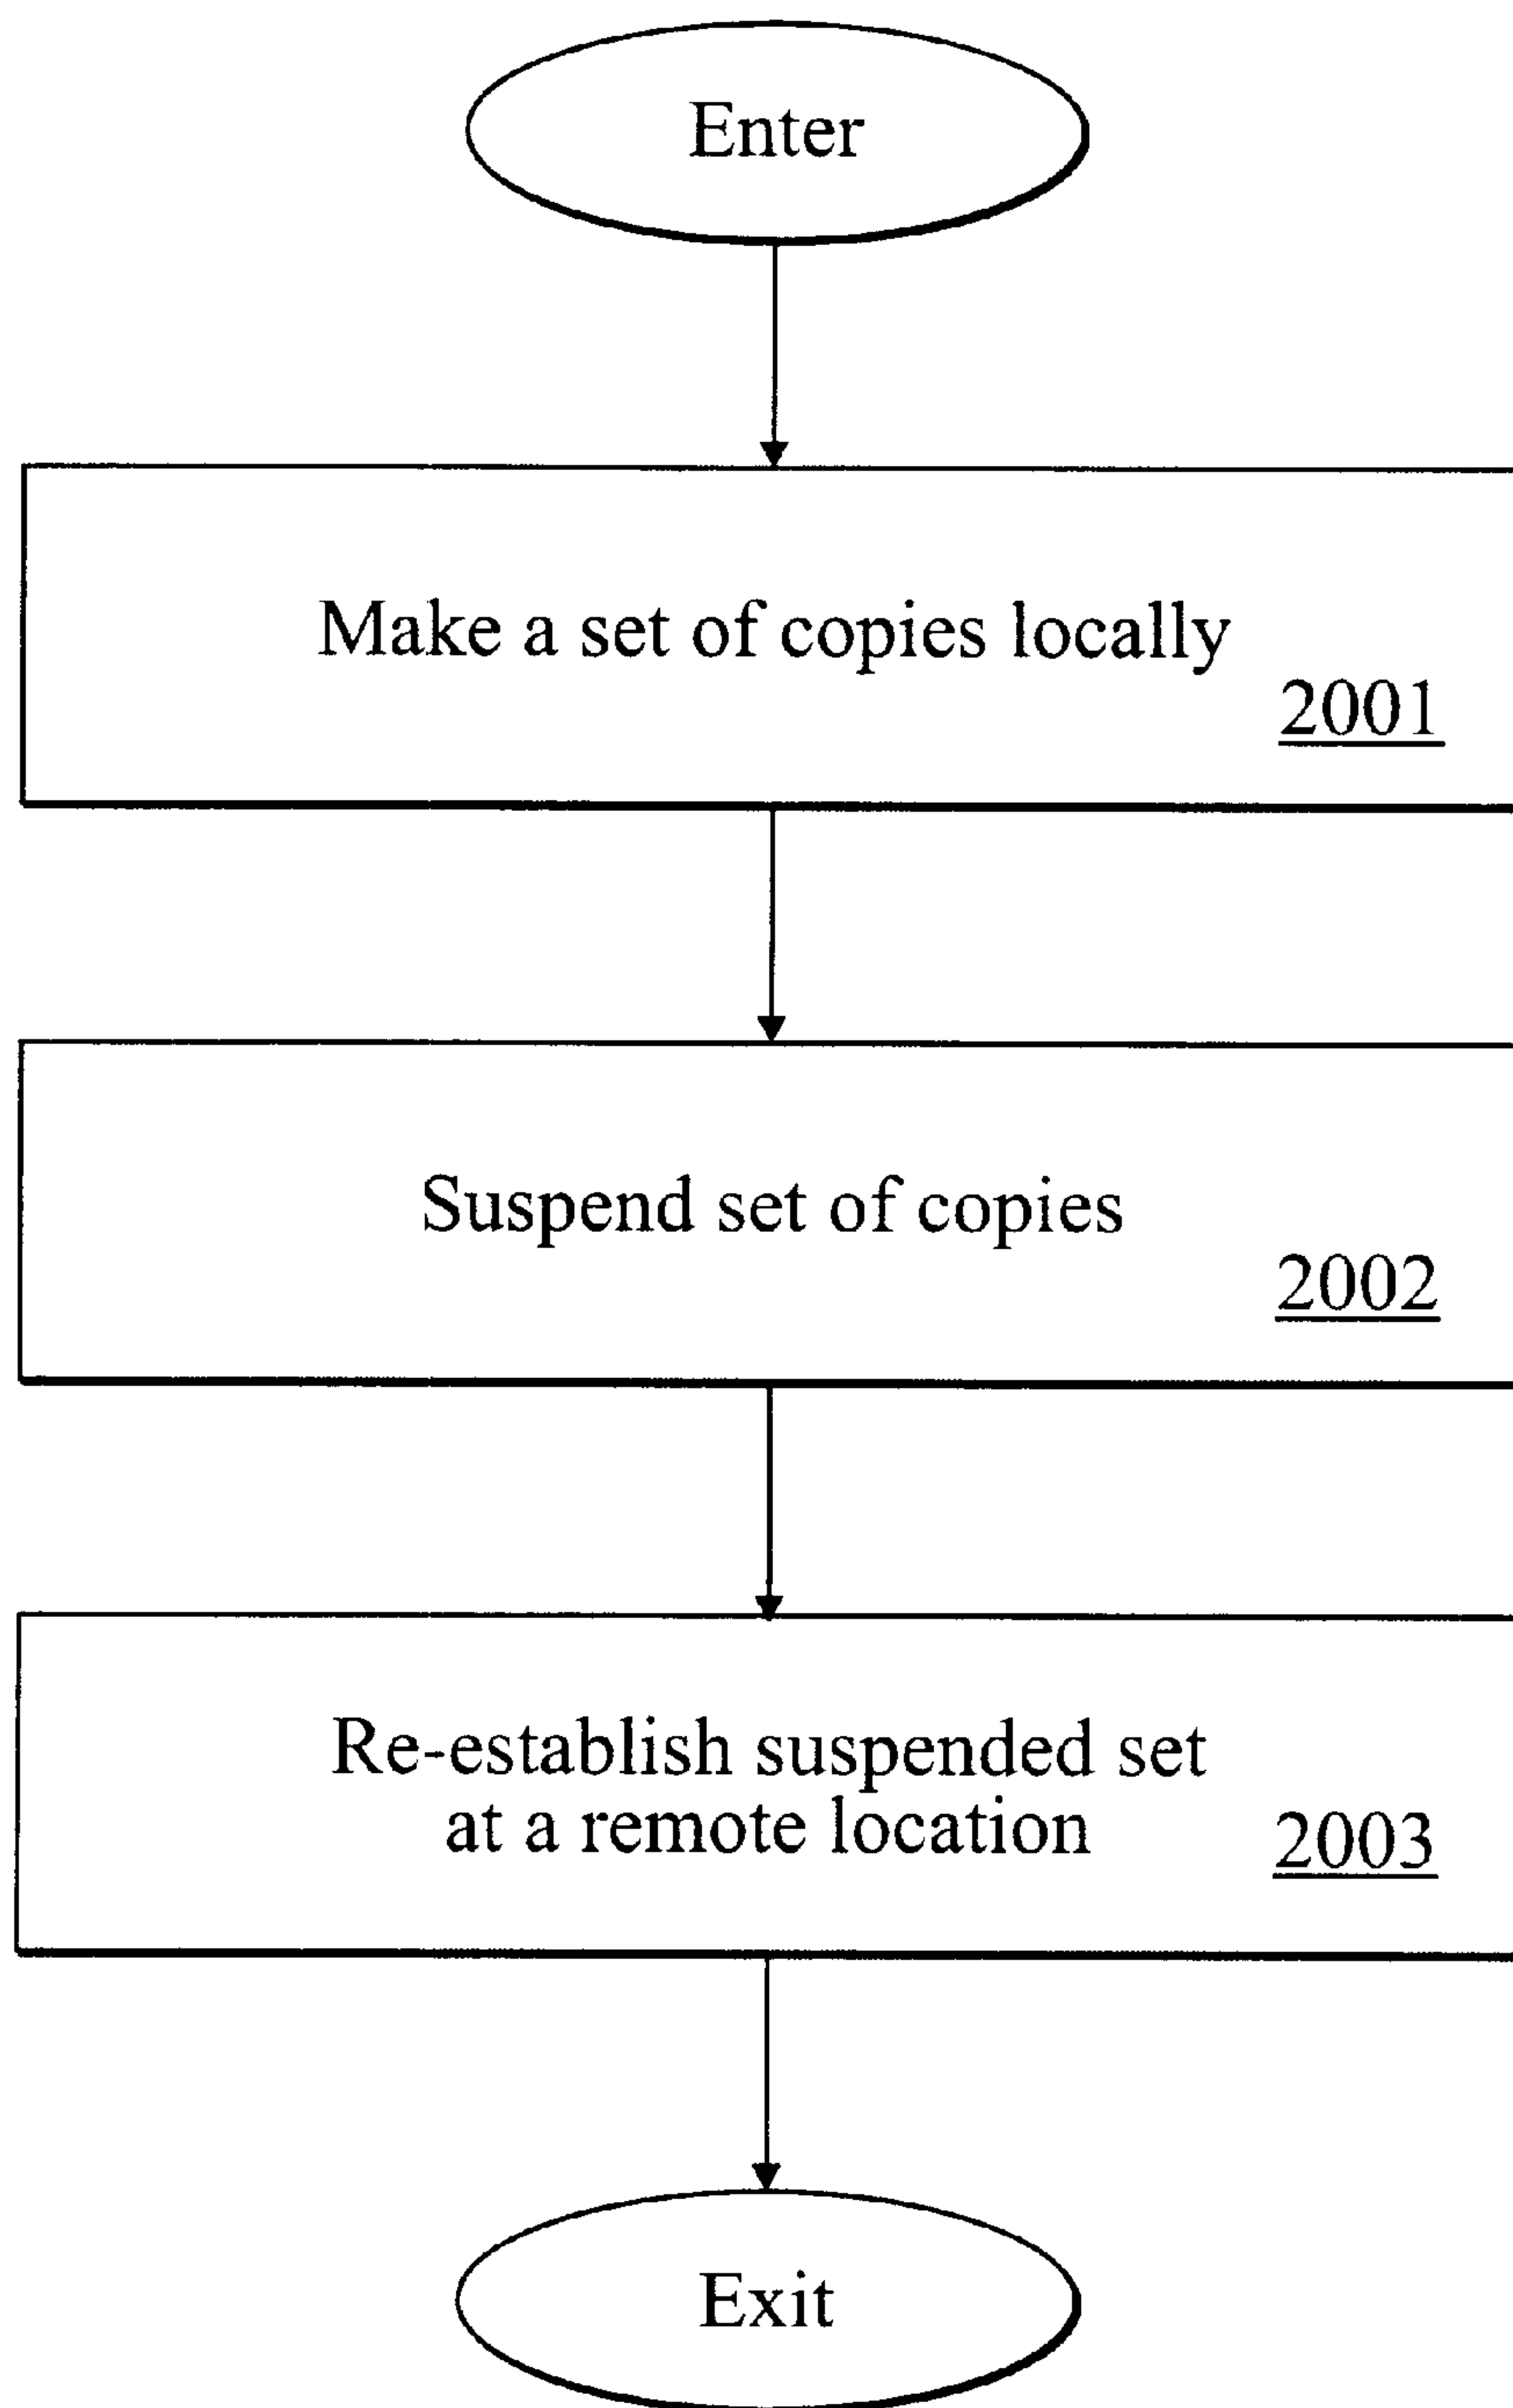 Enter
Make a set of copies locally
2001
Suspend set of copies
2002
Re-establish suspended set
at a remote location
2003
Exit